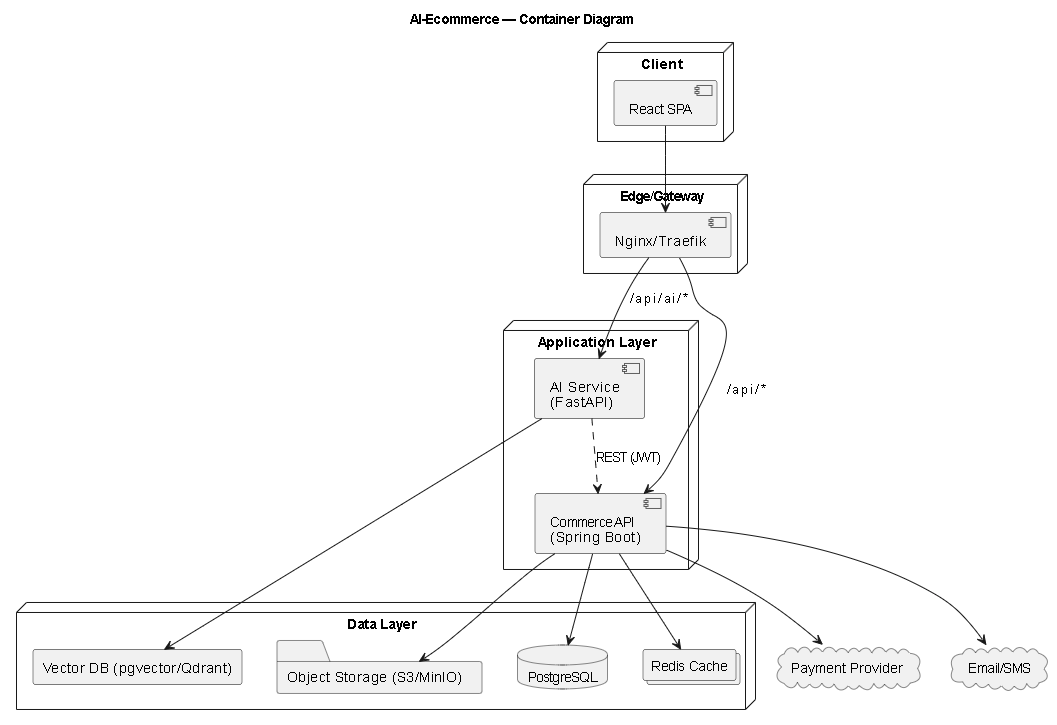 AI-Ecommerce — Container Diagram
Client
React SPA
Edge/Gateway
Nginx/Traefik
/api/ai/*
Application Layer
AI Service
(FastAPI)
/api/*
REST (JWT)
Commerce API
(Spring Boot)
Data Layer
Vector DB (pgvector/Qdrant)
Object Storage (S3/MinIO)
PostgreSQL
Redis Cache
Payment Provider
Email/SMS